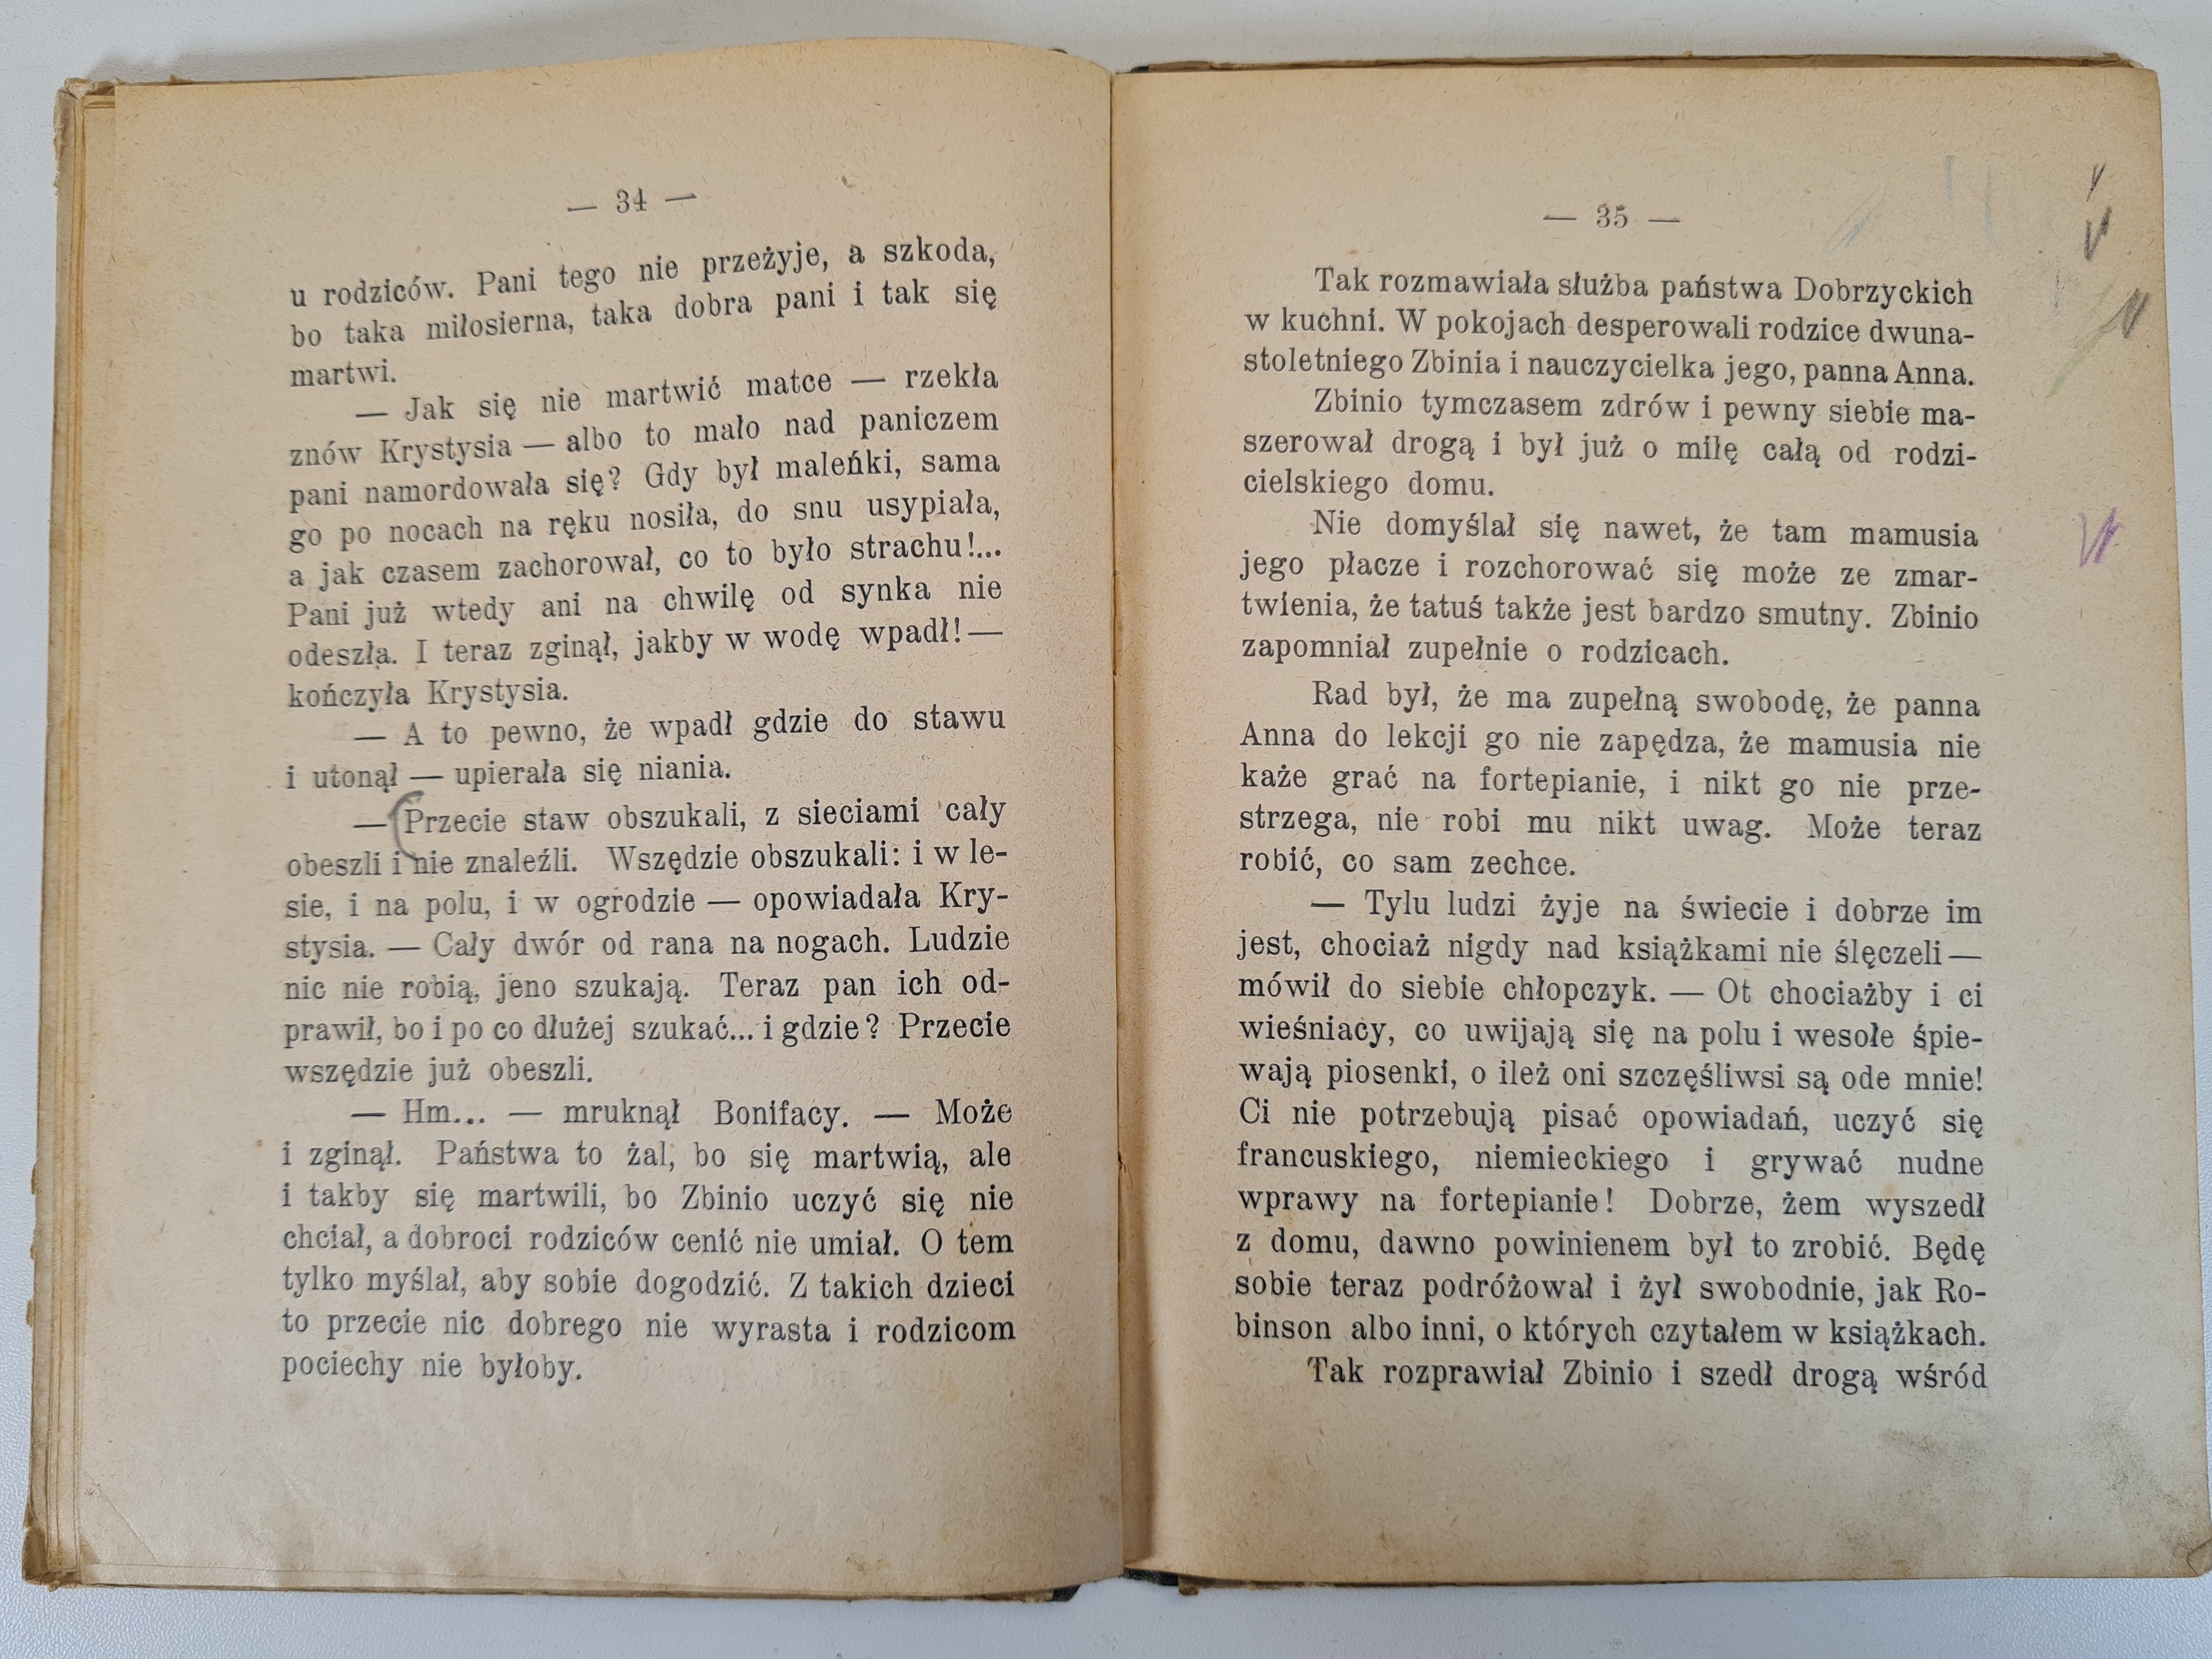 — 34 —
u rodziców. Pani tego nie przeżyje, a szkoda,
bo taka miłosierna, taka dobra pani i tak się
martwi.
— Jak się nie martwić matce — rzekła
znów Krystysia — albo to mało nad paniczem
pani namordowała się? Gdy był maleńki, sama
go po nocach na ręku nosiła, do snu usypiała,
a jak czasem zachorował, co to było strachu!...
Pani już wtedy ani na chwilę od synka nie
odeszła. I teraz zginął, jakby w wodę wpadł! —
kończyła Krystysia.
— A to pewno, że wpadł gdzie do stawu
i utonął — upierała się niania.
— Przecie staw obszukali, z sieciami cały
obeszli i nie znaleźli. Wszędzie obszukali: i w le-
sie, i na polu, i w ogrodzie — opowiadała Kry-
stysia. — Cały dwór od rana na nogach. Ludzie
nic nie robią, jeno szukają. Teraz pan ich od-
prawił, bo i po co dłużej szukać... i gdzie? Przecie
wszędzie już obeszli.
— Hm... — mruknął Bonifacy. — Może
i zginął. Państwa to żal, bo się martwią, ale
i takby się martwili, bo Zbinio uczyć się nie
chciał, a dobroci rodziców cenić nie umiał. O tem
tylko myślał, aby sobie dogodzić. Z takich dzieci
to przecie nic dobrego nie wyrasta i rodzicom
pociechy nie byłoby.
— 35 —
Tak rozmawiała służba państwa Dobrzyckich
w kuchni. W pokojach desperowali rodzice dwuna-
stoletniego Zbinia i nauczycielka jego, panna Anna.
Zbinio tymczasem zdrów i pewny siebie ma-
szerował drogą i był już o milę całą od rodzi-
cielskiego domu.
Nie domyślał się nawet, że tam mamusia
jego płacze i rozchorować się może ze zmar-
twienia, że tatuś także jest bardzo smutny. Zbinio
zapomniał zupełnie o rodzicach.
Rad był, że ma zupełną swobodę, że panna
Anna do lekcji go nie zapędza, że mamusia nie
każe grać na fortepianie, i nikt go nie prze-
strzega, nie robi mu nikt uwag. Może teraz
robić, co sam zechce.
— Tylu ludzi żyje na świecie i dobrze im
jest, chociaż nigdy nad książkami nie ślęczeli —
mówił do siebie chłopczyk. — Ot chociażby i ci
wieśniacy, co uwijają się na polu i wesołe śpie-
wają piosenki, o ileż oni szczęśliwsi są ode mnie!
Ci nie potrzebują pisać opowiadań, uczyć się
francuskiego, niemieckiego i grywać nudne
wprawy na fortepianie! Dobrze, żem wyszedł
z domu, dawno powinienem był to zrobić. Będę
sobie teraz podróżował i żył swobodnie, jak Ro-
binson albo inni, o których czytałem w książkach.
Tak rozprawiał Zbinio i szedł drogą wśród